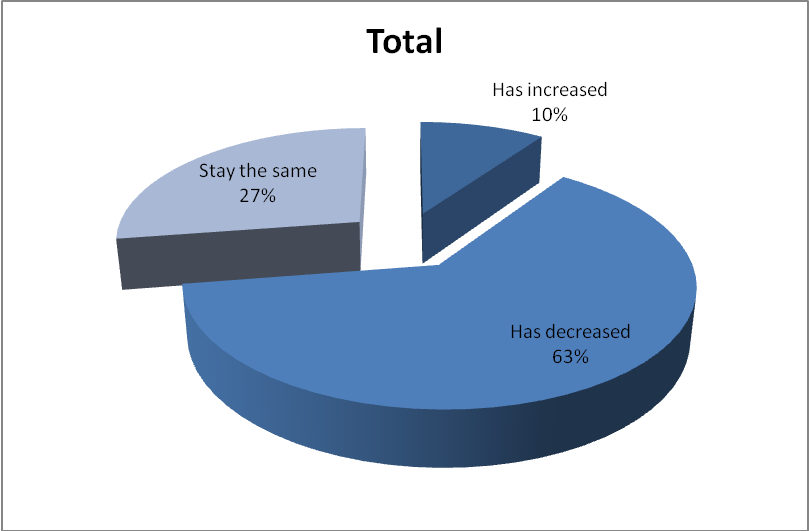 Total
Has increased
10%
Stay the same
27%
Has decreased
63%